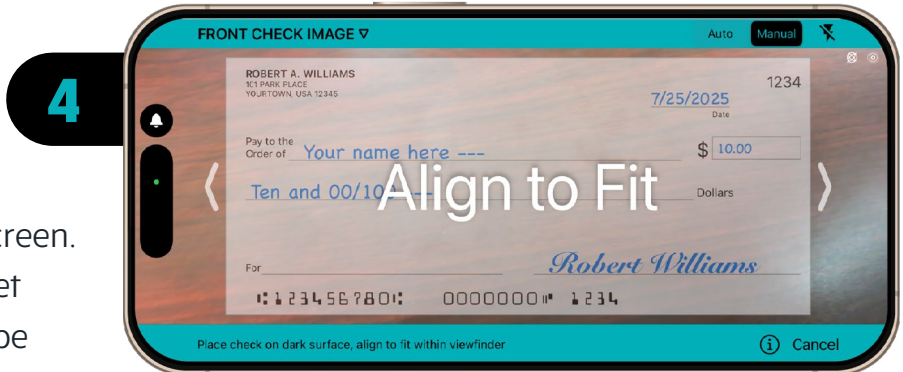 4
FRONT CHECK IMAGE
Auto Manual
ROBERT A. WILLIAMS
101 PARK PLACE
YOURTOWN, USA 12345
1234
7/25/2025
Date
Pay to the
Order of Your name here ---
$ 10.00
Ten and 00/10 ---
Dollars
Align to Fit
For
Robert Williams
⑆123456780⑆ 0000000⑈ 1234
Place check on dark surface, align to fit within viewfinder
Cancel
creen.
et
be